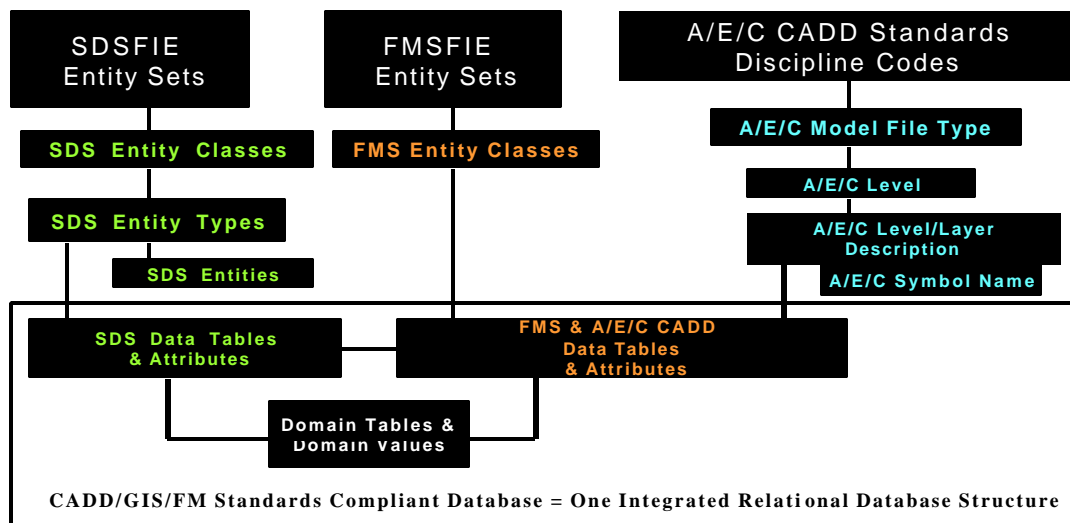 SDSFIE
Entity Sets
FMSFIE
Entity Sets
A/E/C CADD Standards
Discipline Codes
SDS Entity Classes
FMS Entity Classes
A/E/C Model File Type
A/E/C Level
SDS Entity Types
A/E/C Level/Layer
Description
SDS Entities
A/E/C Symbol Name
SDS Data Tables
& Attributes
FMS & A/E/C CADD
Data Tables
& Attributes
Domain Tables &
Domain Values
CADD/GIS/FM Standards Compliant Database = One Integrated Relational Database Structure